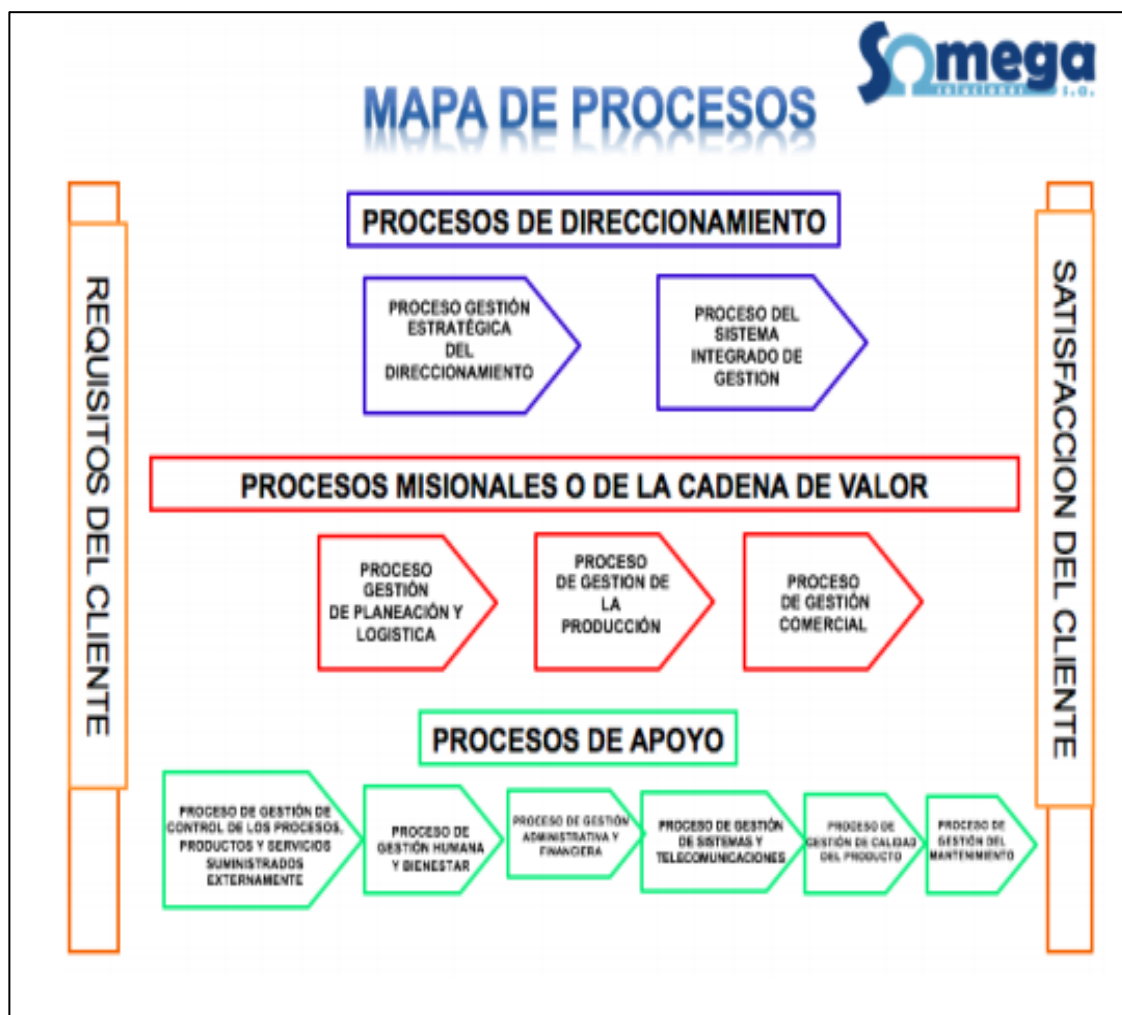 Somega
soluciones s.a.
MAPA DE PROCESOS
REQUISITOS DEL CLIENTE
PROCESOS DE DIRECCIONAMIENTO
PROCESO GESTIÓN
ESTRATÉGICA
DEL
DIRECCIONAMIENTO
PROCESO DEL
SISTEMA
INTEGRADO DE
GESTION
PROCESOS MISIONALES O DE LA CADENA DE VALOR
PROCESO
GESTIÓN
DE PLANEACIÓN Y
LOGISTICA
PROCESO
DE GESTION DE
LA
PRODUCCIÓN
PROCESO
DE GESTIÓN
COMERCIAL
PROCESOS DE APOYO
PROCESO DE GESTIÓN DE
CONTROL DE LOS PROCESOS,
PRODUCTOS Y SERVICIOS
SUMINISTRADOS
EXTERNAMENTE
PROCESO DE
GESTIÓN HUMANA
Y BIENESTAR
PROCESO DE GESTIÓN
ADMINISTRATIVA Y
FINANCIERA
PROCESO DE GESTIÓN
DE SISTEMAS Y
TELECOMUNICACIONES
PROCESO DE
GESTIÓN DE CALIDAD
DEL PRODUCTO
PROCESO DE
GESTIÓN DEL
MANTENIMIENTO
SATISFACCION DEL CLIENTE